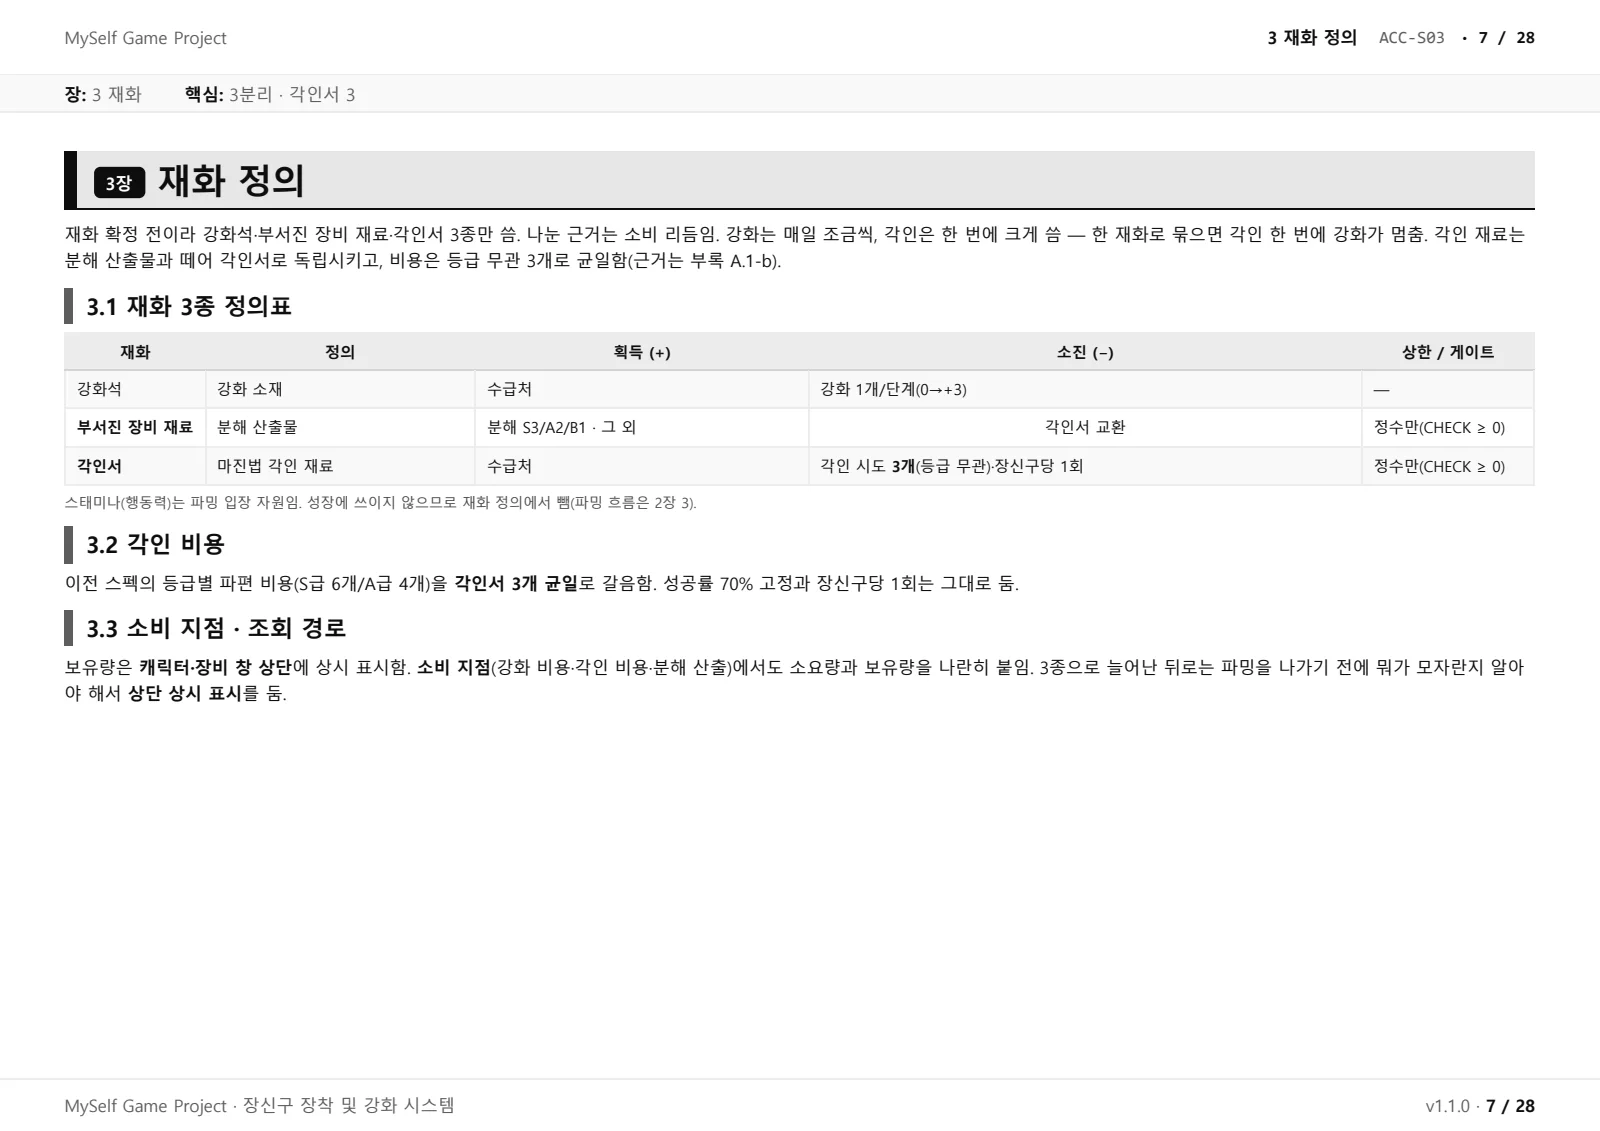 MySelf Game Project
3 재화 정의 ACC-S03 · 7 / 28
장: 3 재화 핵심: 3분리 · 각인서 3
3장 재화 정의
재화 확정 전이라 강화석·부서진 장비 재료·각인서 3종만 씀. 나눈 근거는 소비 리듬임. 강화는 매일 조금씩, 각인은 한 번에 크게 씀 — 한 재화로 묶으면 각인 한 번에 강화가 멈춤. 각인 재료는
분해 산출물과 떼어 각인서로 독립시키고, 비용은 등급 무관 3개로 균일함(근거는 부록 A.1-b).
3.1 재화 3종 정의표
재화 정의 획득 (+) 소진 (−) 상한 / 게이트
강화석 강화 소재 수급처 강화 1개/단계(0→+3) —
부서진 장비 재료 분해 산출물 분해 S3/A2/B1 · 그 외 각인서 교환 정수만(CHECK ≥ 0)
각인서 마진법 각인 재료 수급처 각인 시도 3개(등급 무관)·장신구당 1회 정수만(CHECK ≥ 0)
스태미나(행동력)는 파밍 입장 자원임. 성장에 쓰이지 않으므로 재화 정의에서 뺌(파밍 흐름은 2장 3).
3.2 각인 비용
이전 스펙의 등급별 파편 비용(S급 6개/A급 4개)을 각인서 3개 균일로 갈음함. 성공률 70% 고정과 장신구당 1회는 그대로 둠.
3.3 소비 지점 · 조회 경로
보유량은 캐릭터·장비 창 상단에 상시 표시함. 소비 지점(강화 비용·각인 비용·분해 산출)에서도 소요량과 보유량을 나란히 붙임. 3종으로 늘어난 뒤로는 파밍을 나가기 전에 뭐가 모자란지 알아
야 해서 상단 상시 표시를 둠.
MySelf Game Project · 장신구 장착 및 강화 시스템
v1.1.0 · 7 / 28